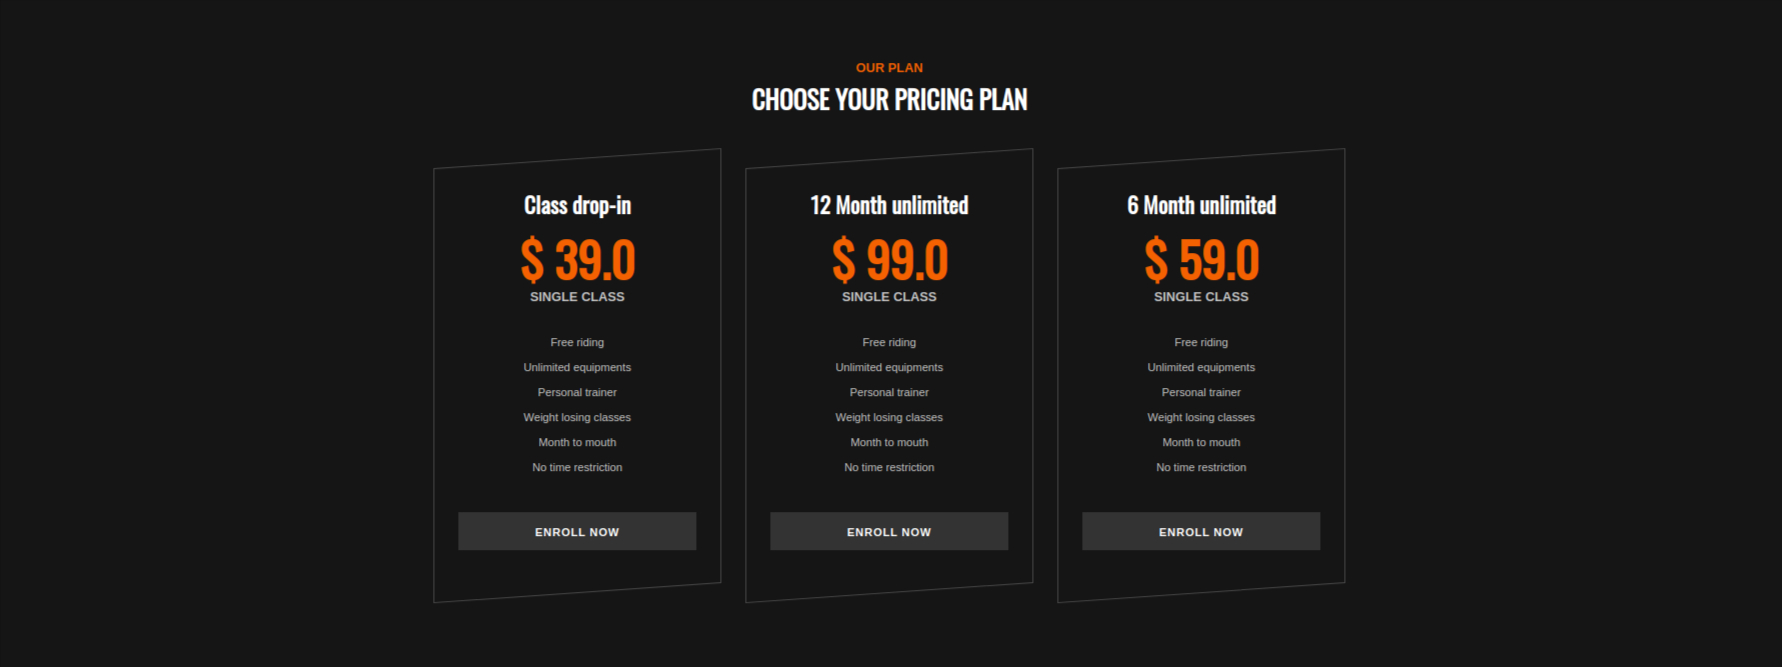 OUR PLAN
CHOOSE YOUR PRICING PLAN
Class drop-in
$ 39.0
SINGLE CLASS
Free riding
Unlimited equipments
Personal trainer
Weight losing classes
Month to mouth
No time restriction
ENROLL NOW
12 Month unlimited
$ 99.0
SINGLE CLASS
Free riding
Unlimited equipments
Personal trainer
Weight losing classes
Month to mouth
No time restriction
ENROLL NOW
6 Month unlimited
$ 59.0
SINGLE CLASS
Free riding
Unlimited equipments
Personal trainer
Weight losing classes
Month to mouth
No time restriction
ENROLL NOW